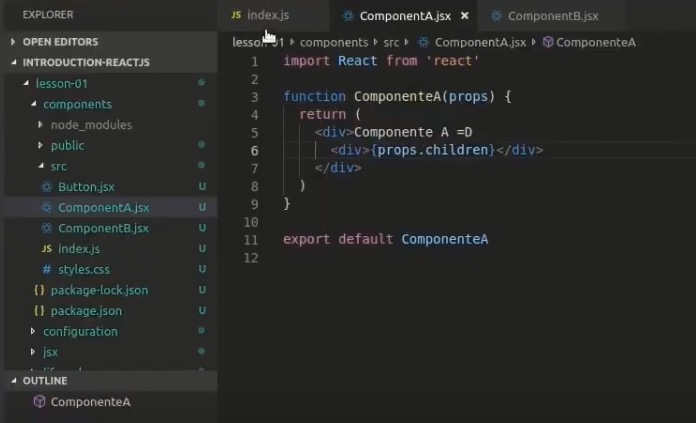 EXPLORER
OPEN EDITORS
INTRODUCTION-REACTJS
lesson-01
components
node_modules
public
src
Button.jsx U
ComponentA.jsx U
ComponentB.jsx U
JS index.js U
# styles.css U
{} package-lock.json U
{} package.json U
configuration
jsx
OUTLINE
ComponenteA
JS index.js
ComponentA.jsx ×
ComponentB.jsx
lesson-01 components src ComponentA.jsx ComponenteA
1 import React from 'react'
2
3 function ComponenteA(props) {
4 return (
5 <div>Componente A =D
6 <div>{props.children}</div>
7 </div>
8 )
9 }
10
11 export default ComponenteA
12